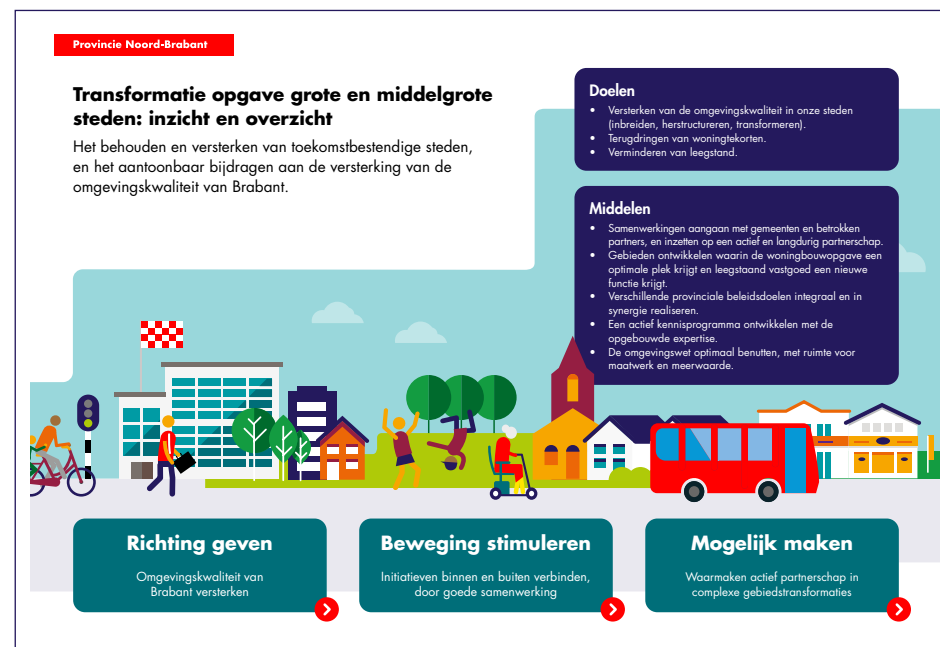 Provincie Noord-Brabant
Transformatie opgave grote en middelgrote
steden: inzicht en overzicht
Het behouden en versterken van toekomstbestendige steden,
en het aantoonbaar bijdragen aan de versterking van de
omgevingskwaliteit van Brabant.
Doelen
• Versterken van de omgevingskwaliteit in onze steden
(inbreiden, herstructureren, transformeren).
• Terugdringen van woningtekorten.
• Verminderen van leegstand.
Middelen
• Samenwerkingen aangaan met gemeenten en betrokken
partners, en inzetten op een actief en langdurig partnerschap.
• Gebieden ontwikkelen waarin de woningbouwopgave een
optimale plek krijgt en leegstaand vastgoed een nieuwe
functie krijgt.
• Verschillende provinciale beleidsdoelen integraal en in
synergie realiseren.
• Een actief kennisprogramma ontwikkelen met de
opgebouwde expertise.
• De omgevingswet optimaal benutten, met ruimte voor
maatwerk en meerwaarde.
Richting geven
Omgevingskwaliteit van
Brabant versterken
Beweging stimuleren
Initiatieven binnen en buiten verbinden,
door goede samenwerking
Mogelijk maken
Waarmaken actief partnerschap in
complexe gebiedstransformaties